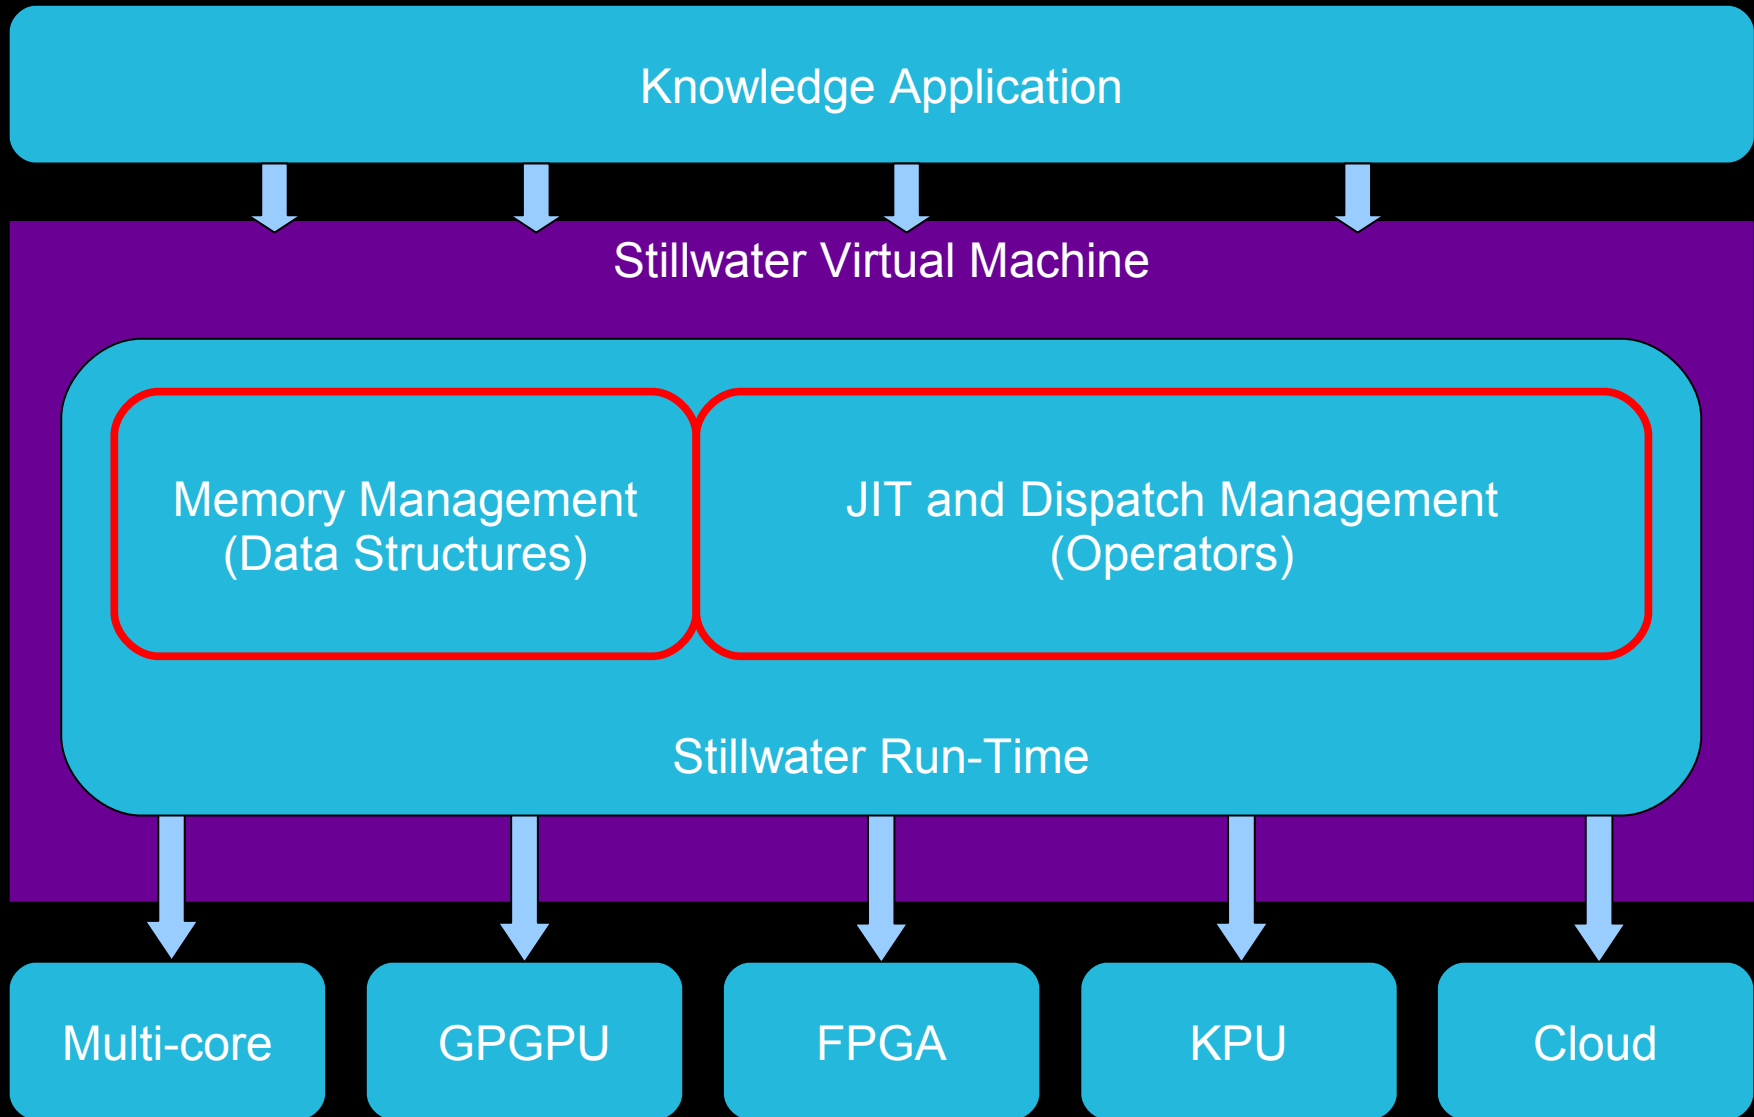 Knowledge Application
Stillwater Virtual Machine
Memory Management
(Data Structures)
JIT and Dispatch Management
(Operators)
Stillwater Run-Time
Multi-core
GPGPU
FPGA
KPU
Cloud